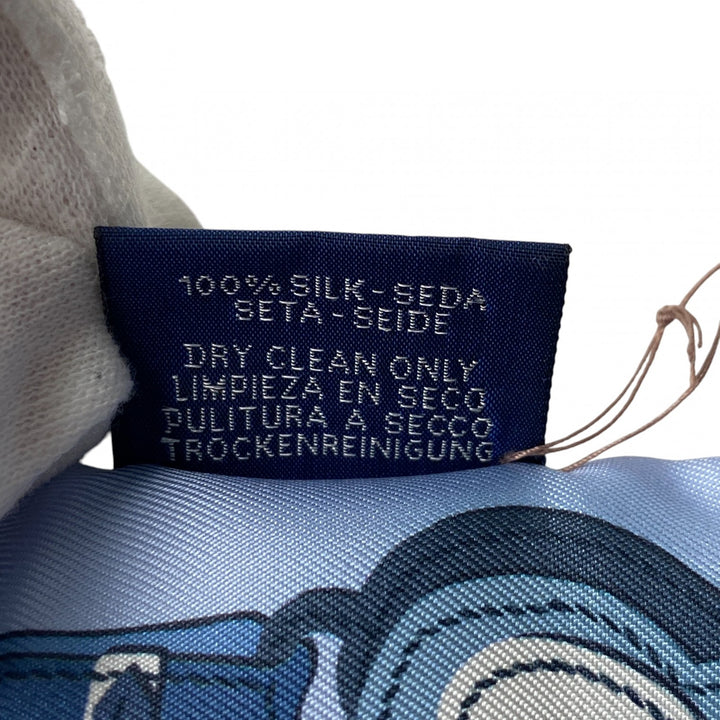 100% SILK-SEDA
SETA-SEIDE
DRY CLEAN ONLY
LIMPIEZA EN SECO
PULITURA A SECCO
TROCKENREINIGUNG